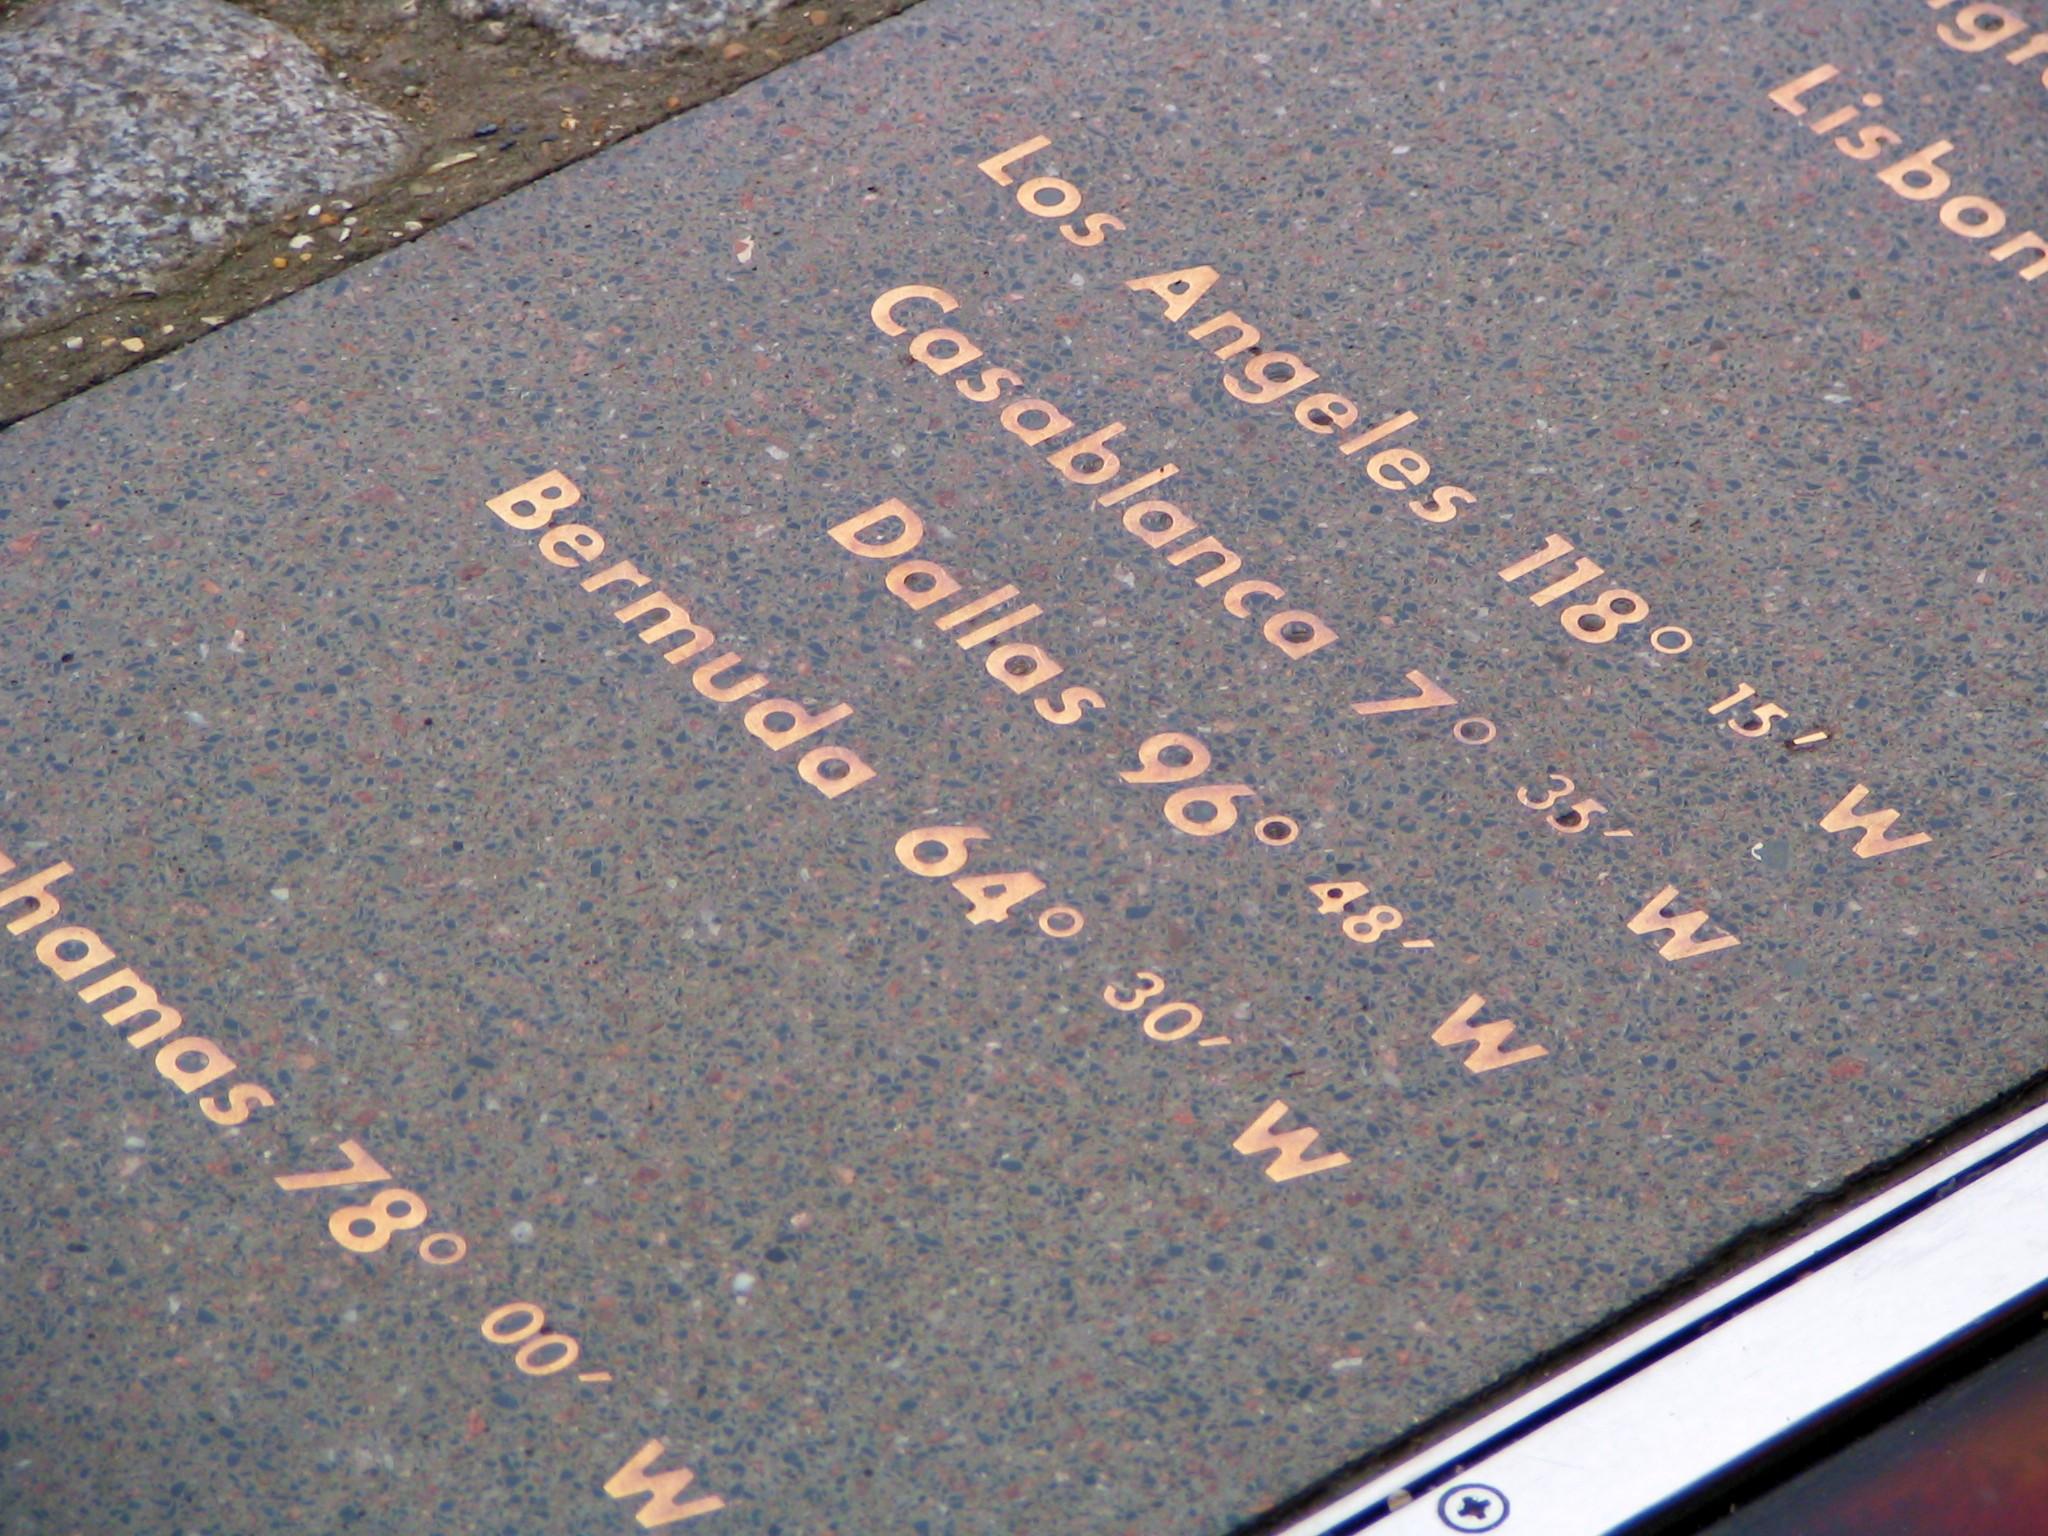 Lisbon
Los Angeles 118° 15′ W
Casablanca 7° 35′ W
Dallas 96° 48′ W
Bermuda 64° 30′ W
hamas 78° 00′ W